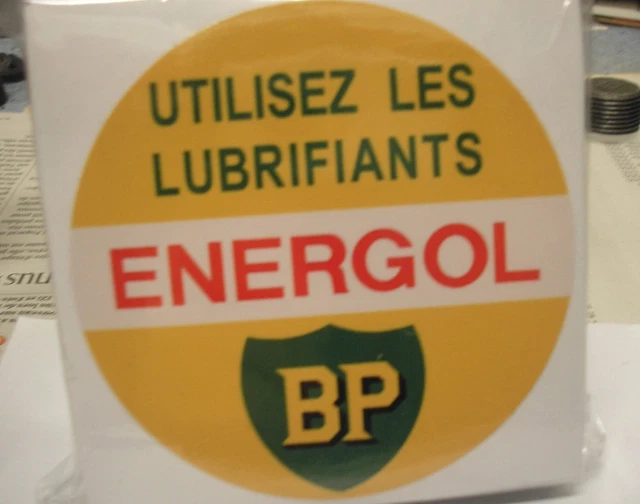 UTILISEZ LES
LUBRIFIANTS
ENERGOL
BP